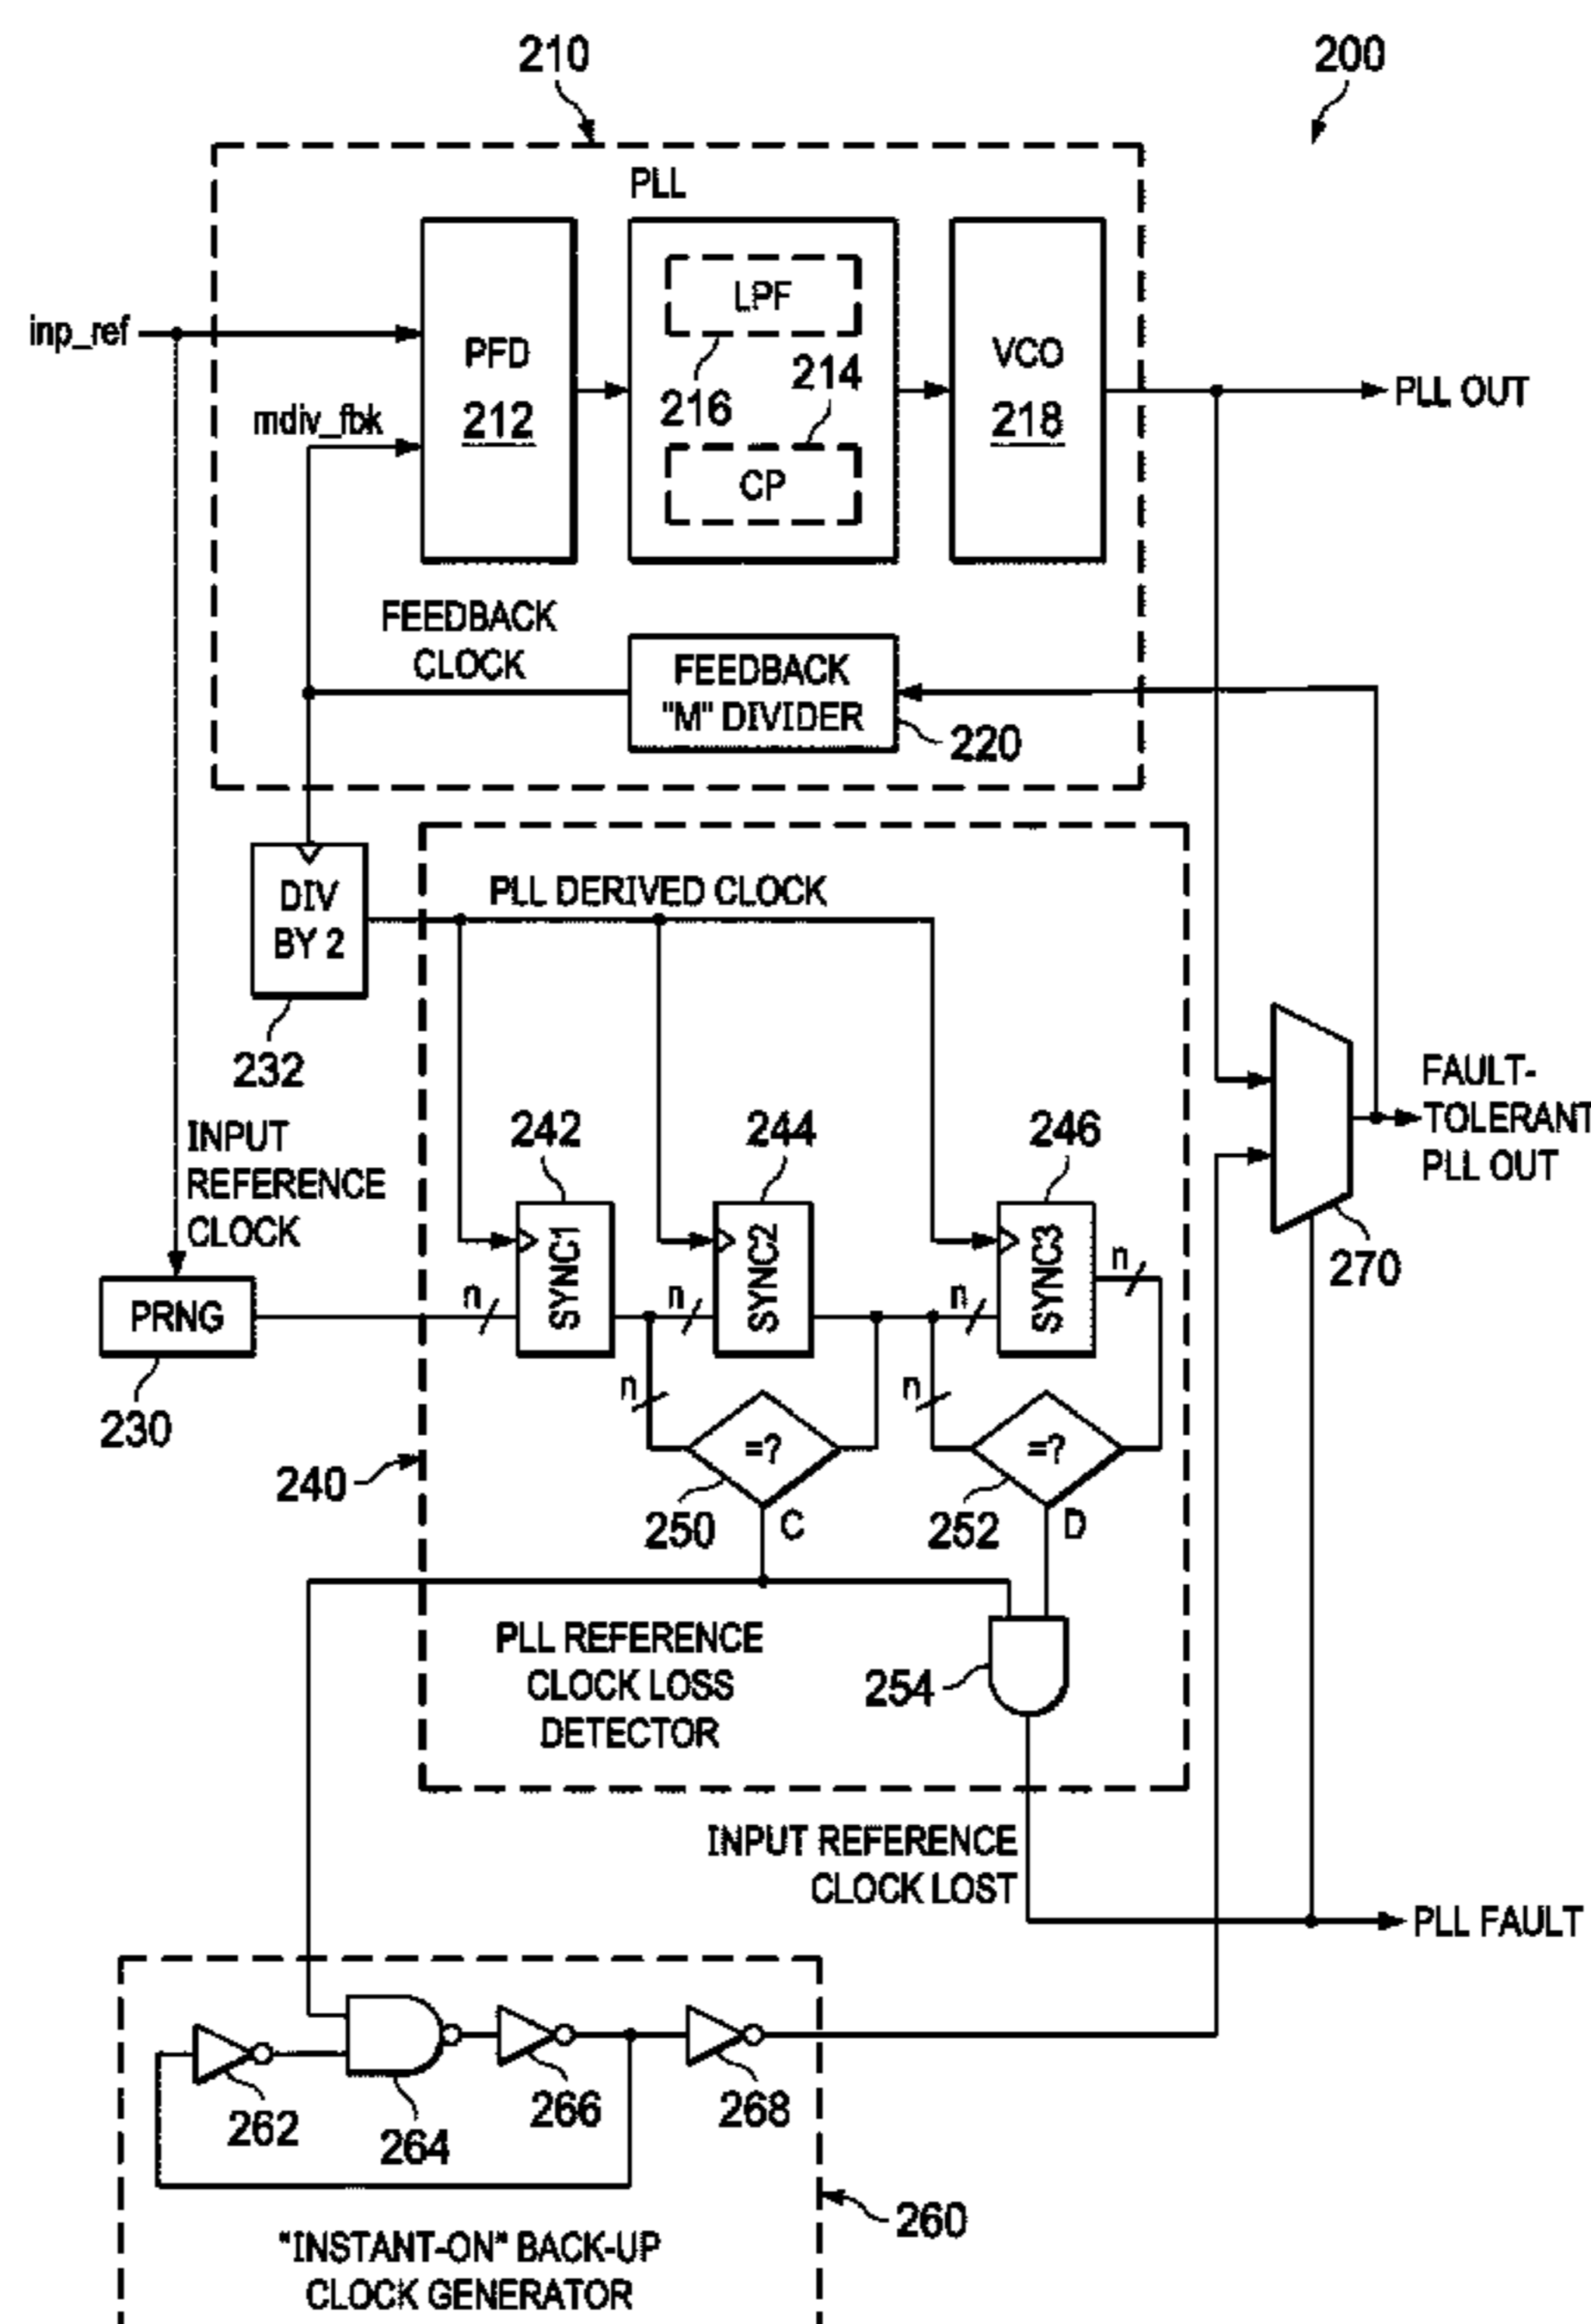 210
200
PLL
LPF
inp_ref
PFD
212
216
214
VCO
218
PLL OUT
mdiv_fbk
CP
FEEDBACK
CLOCK
FEEDBACK
"M" DIVIDER
220
DIV
BY 2
PLL DERIVED CLOCK
232
INPUT
REFERENCE
CLOCK
242
244
246
FAULT-
TOLERANT
PLL OUT
SYNC1
SYNC2
SYNC3
270
n
n
n
n
PRNG
230
n
n
=?
=?
240
250
C
252
D
PLL REFERENCE
CLOCK LOSS
DETECTOR
254
INPUT REFERENCE
CLOCK LOST
PLL FAULT
262
264
266
268
260
"INSTANT-ON" BACK-UP
CLOCK GENERATOR